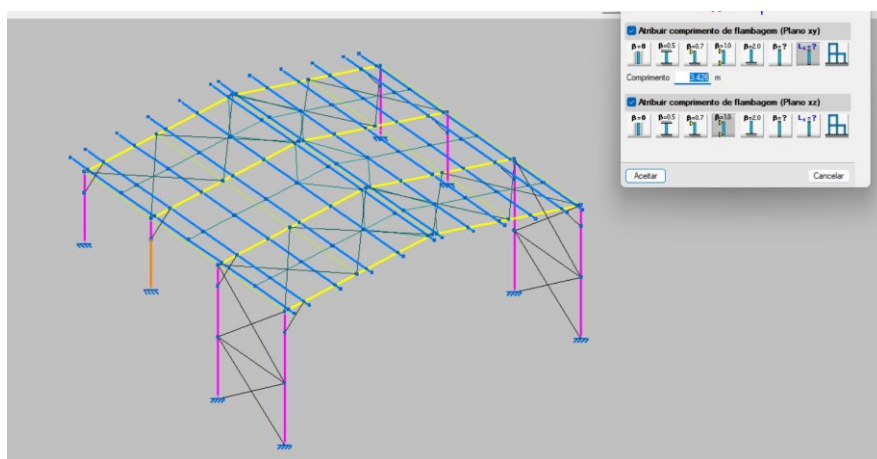 Atribuir comprimento de flambagem (Plano xy)
β=0 β=0.5 β=0.7 β=1.0 β=2.0 β=? Lₖ=?
Comprimento 3.426 m
Atribuir comprimento de flambagem (Plano xz)
β=0 β=0.5 β=0.7 β=1.0 β=2.0 β=? Lₖ=?
Aceitar Cancelar